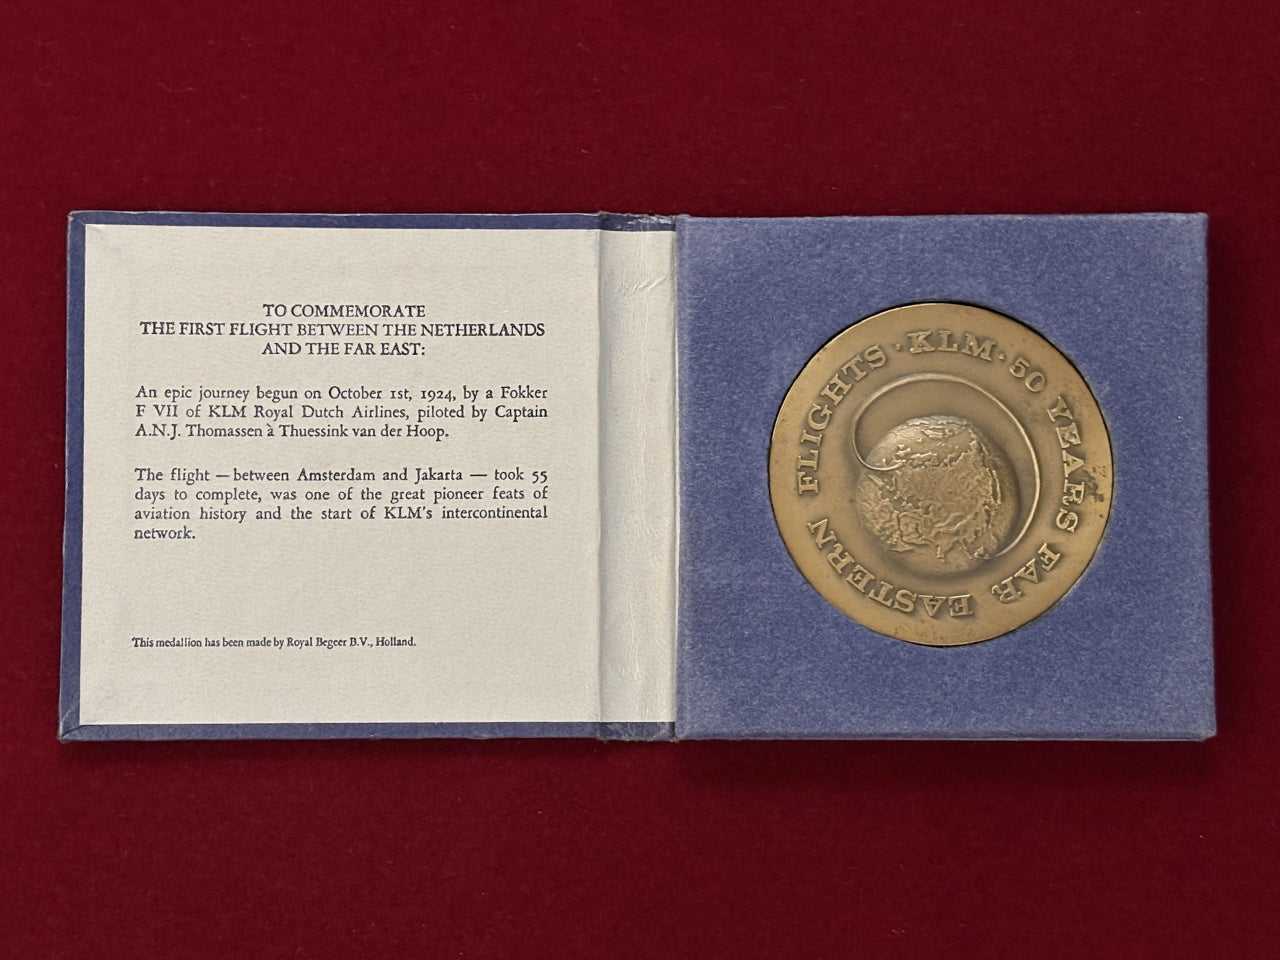 TO COMMEMORATE
THE FIRST FLIGHT BETWEEN THE NETHERLANDS
AND THE FAR EAST:
An epic journey begun on October 1st, 1924, by a Fokker
F VII of KLM Royal Dutch Airlines, piloted by Captain
A.N.J. Thomassen à Thuessink van der Hoop.
The flight — between Amsterdam and Jakarta — took 55
days to complete, was one of the great pioneer feats of
aviation history and the start of KLM's intercontinental
network.
This medallion has been made by Royal Begeer B.V., Holland.
· KLM · 50 YEARS FAR EASTERN FLIGHTS